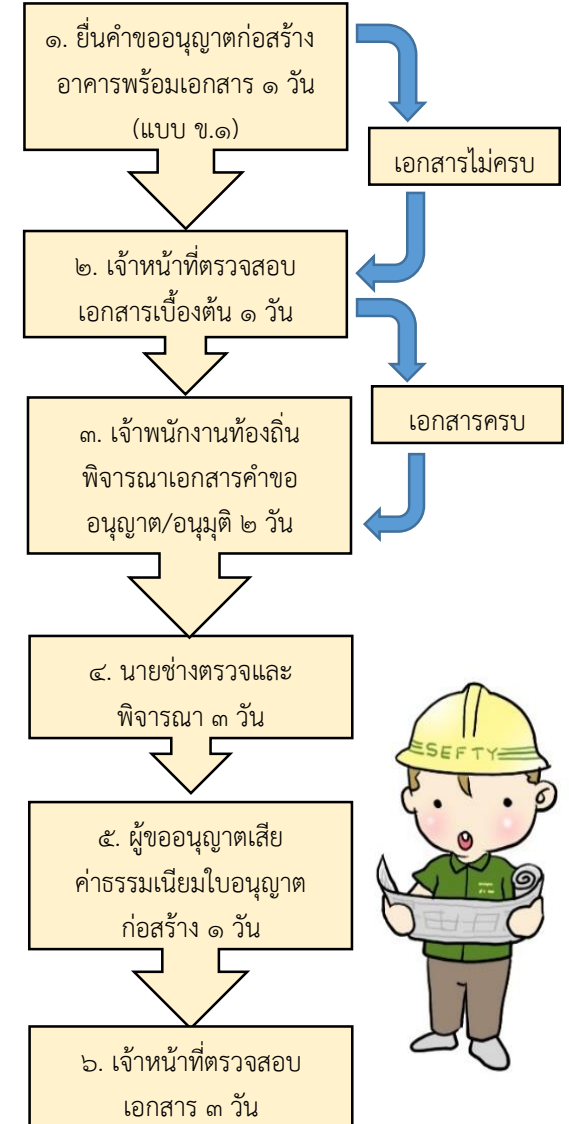 ๑. ยื่นคำขออนุญาตก่อสร้าง
อาคารพร้อมเอกสาร ๑ วัน
(แบบ ข.๑)
เอกสารไม่ครบ
๒. เจ้าหน้าที่ตรวจสอบ
เอกสารเบื้องต้น ๑ วัน
เอกสารครบ
๓. เจ้าพนักงานท้องถิ่น
พิจารณาเอกสารคำขอ
อนุญาต/อนุมุติ ๒ วัน
๔. นายช่างตรวจและ
พิจารณา ๓ วัน
ESEFTY
๕. ผู้ขออนุญาตเสีย
ค่าธรรมเนียมใบอนุญาต
ก่อสร้าง ๑ วัน
๖. เจ้าหน้าที่ตรวจสอบ
เอกสาร ๓ วัน